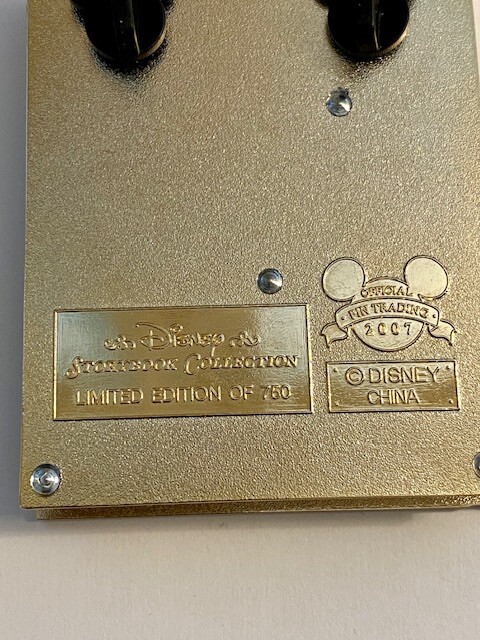 Disney
Storybook Collection
LIMITED EDITION OF 750
OFFICIAL
PIN TRADING
2007
© DISNEY
CHINA